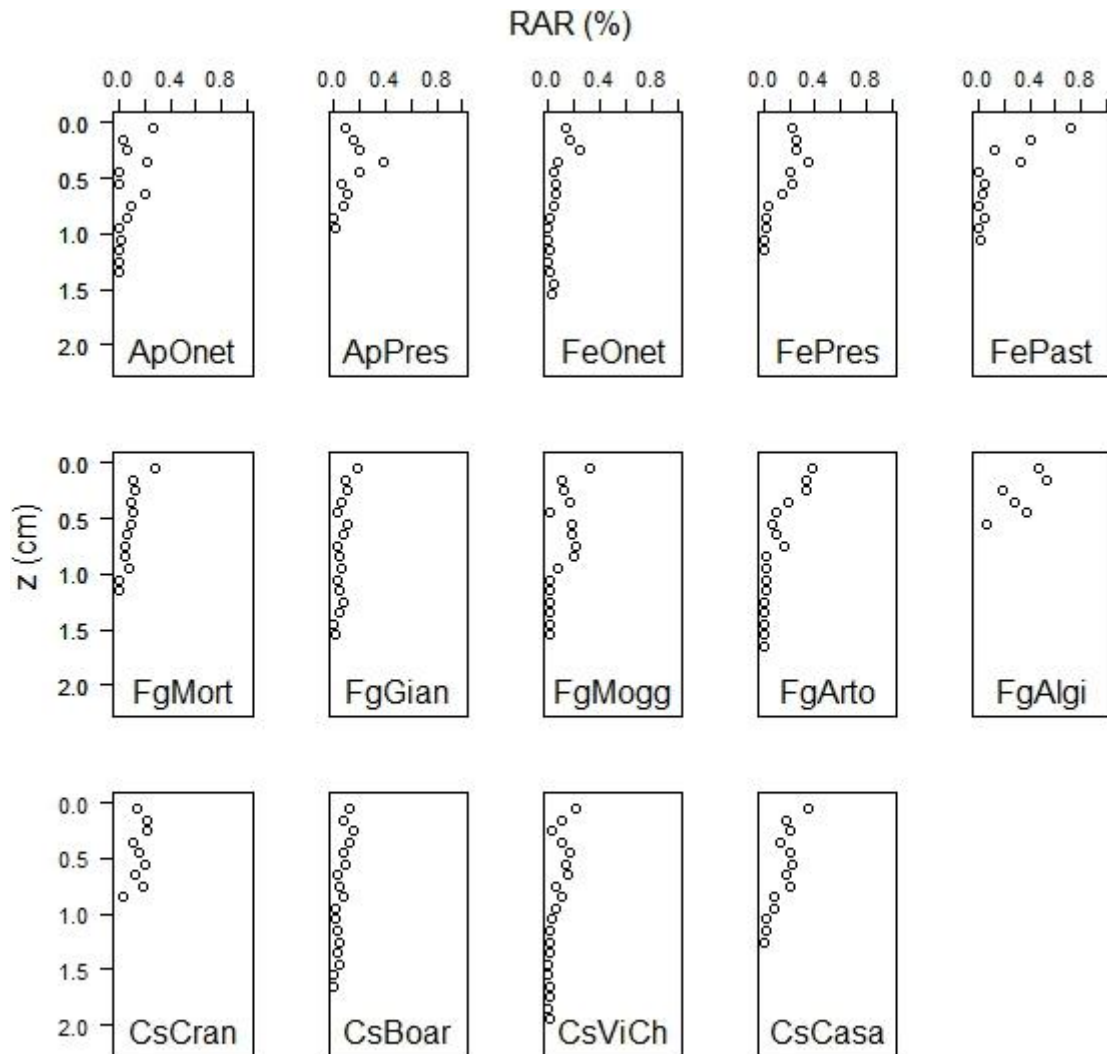 RAR (%)
0.0 0.4 0.8 0.0 0.4 0.8 0.0 0.4 0.8 0.0 0.4 0.8 0.0 0.4 0.8
0.0
0.5
1.0
1.5
2.0
ApOnet ApPres FeOnet FePres FePast
z (cm)
0.0
0.5
1.0
1.5
2.0
FgMort FgGian FgMogg FgArto FgAlgi
0.0
0.5
1.0
1.5
2.0
CsCran CsBoar CsViCh CsCasa